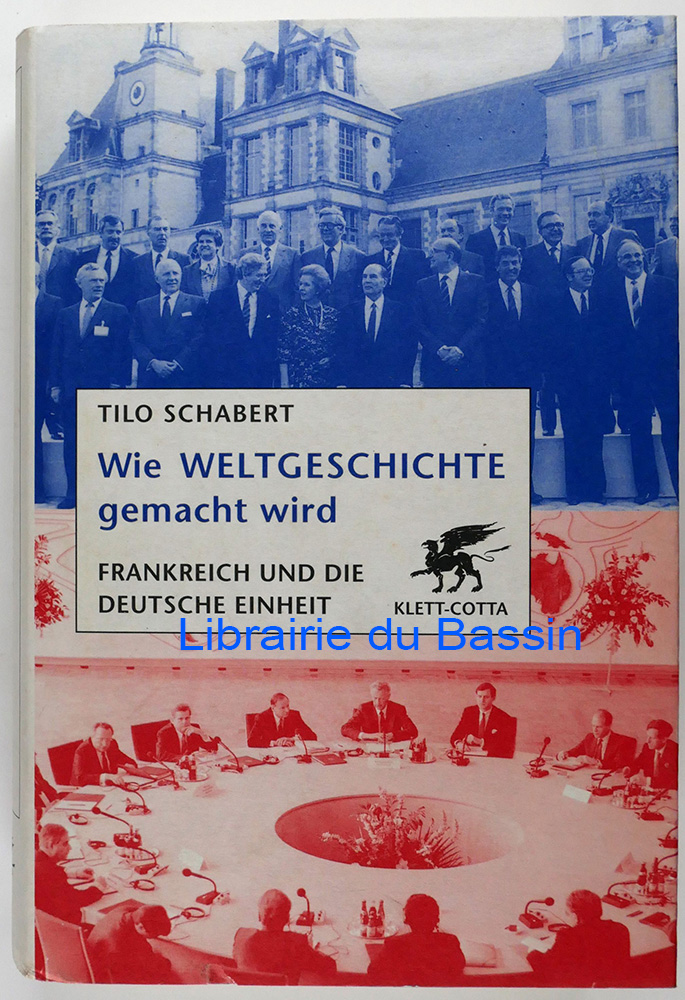 TILO SCHABERT
Wie WELTGESCHICHTE
gemacht wird
FRANKREICH UND DIE
DEUTSCHE EINHEIT
KLETT-COTTA
Librairie du Bassin